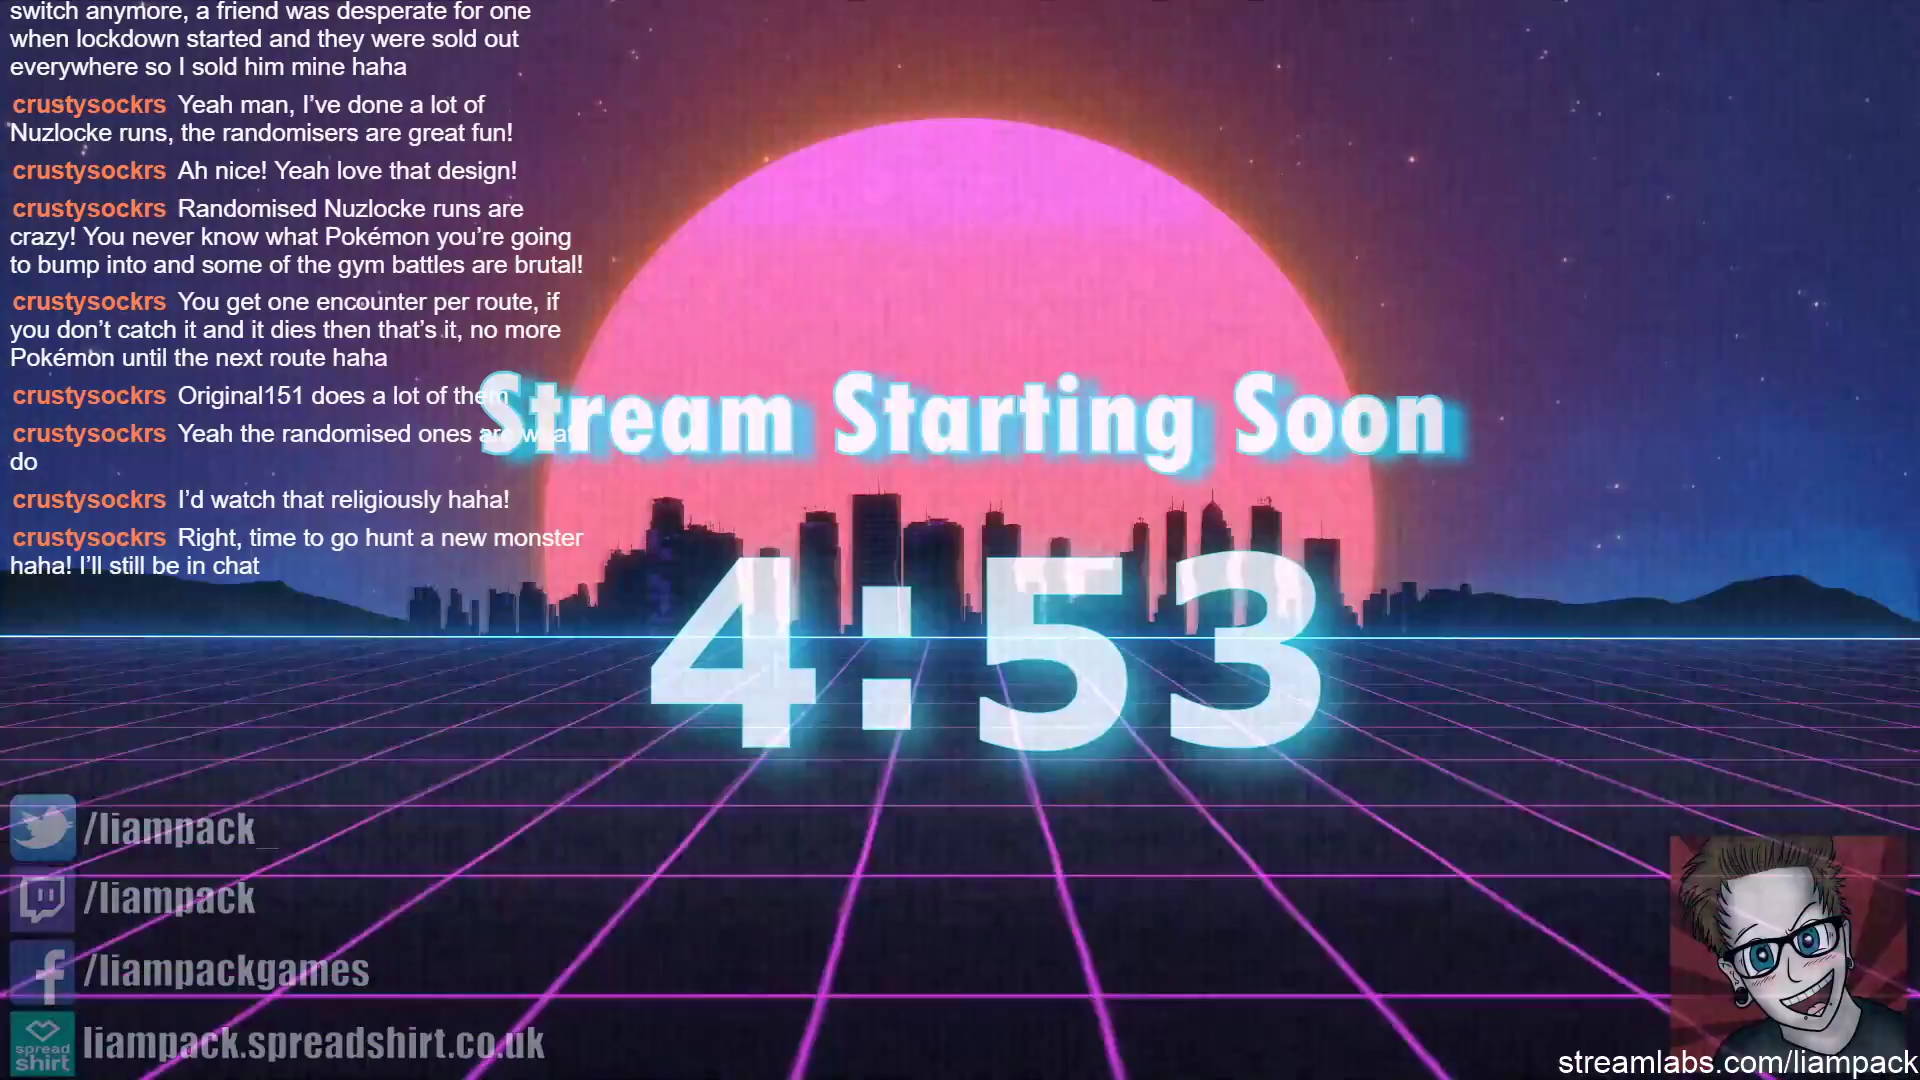 switch anymore, a friend was desperate for one
when lockdown started and they were sold out
everywhere so I sold him mine haha
crustysockrs Yeah man, I’ve done a lot of
Nuzlocke runs, the randomisers are great fun!
crustysockrs Ah nice! Yeah love that design!
crustysockrs Randomised Nuzlocke runs are
crazy! You never know what Pokémon you’re going
to bump into and some of the gym battles are brutal!
crustysockrs You get one encounter per route, if
you don’t catch it and it dies then that’s it, no more
Pokémon until the next route haha
crustysockrs Original151 does a lot of them
crustysockrs Yeah the randomised ones are what
do
crustysockrs I’d watch that religiously haha!
crustysockrs Right, time to go hunt a new monster
haha! I’ll still be in chat
Stream Starting Soon
4:53
/liampack_
/liampack
/liampackgames
spread
shirt
liampack.spreadshirt.co.uk
streamlabs.com/liampack